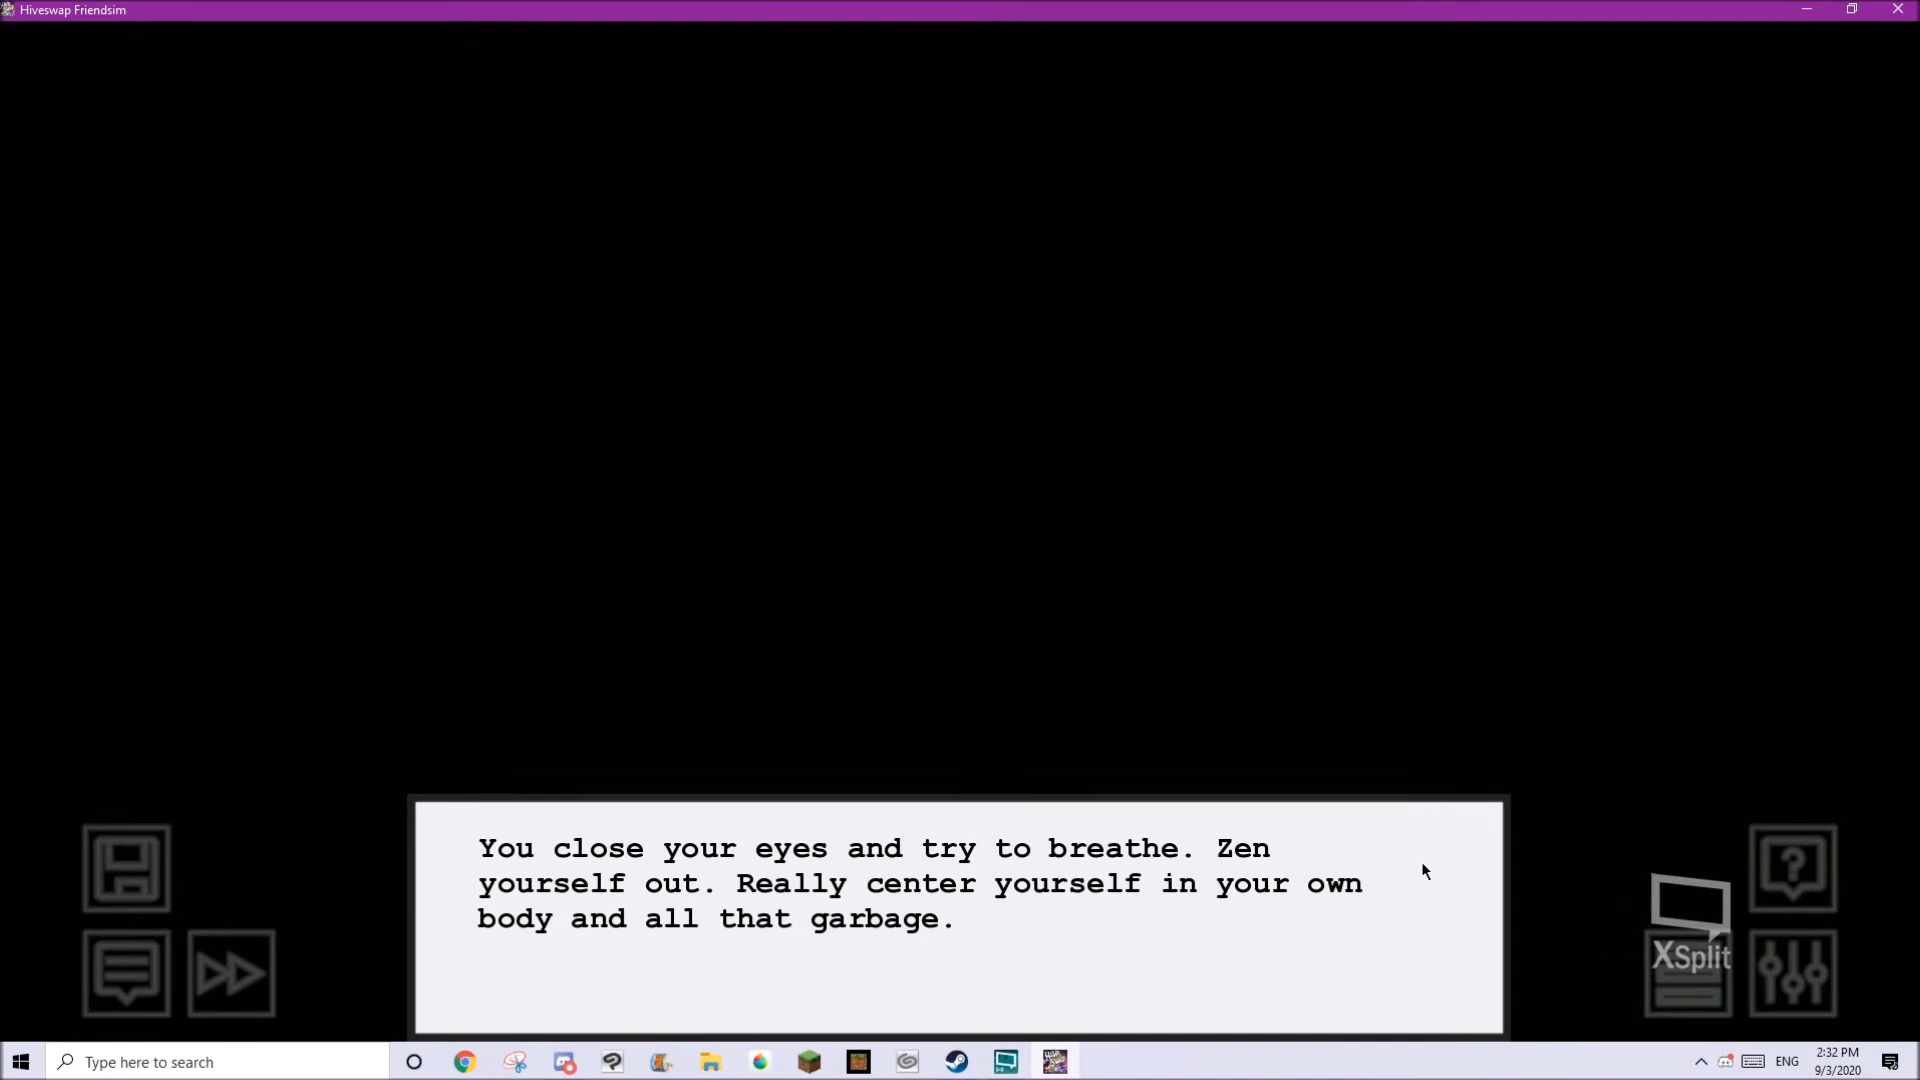 Hiveswap Friendsim
You close your eyes and try to breathe. Zen
yourself out. Really center yourself in your own
body and all that garbage.
XSplit
Type here to search
ENG
2:32 PM
9/3/2020